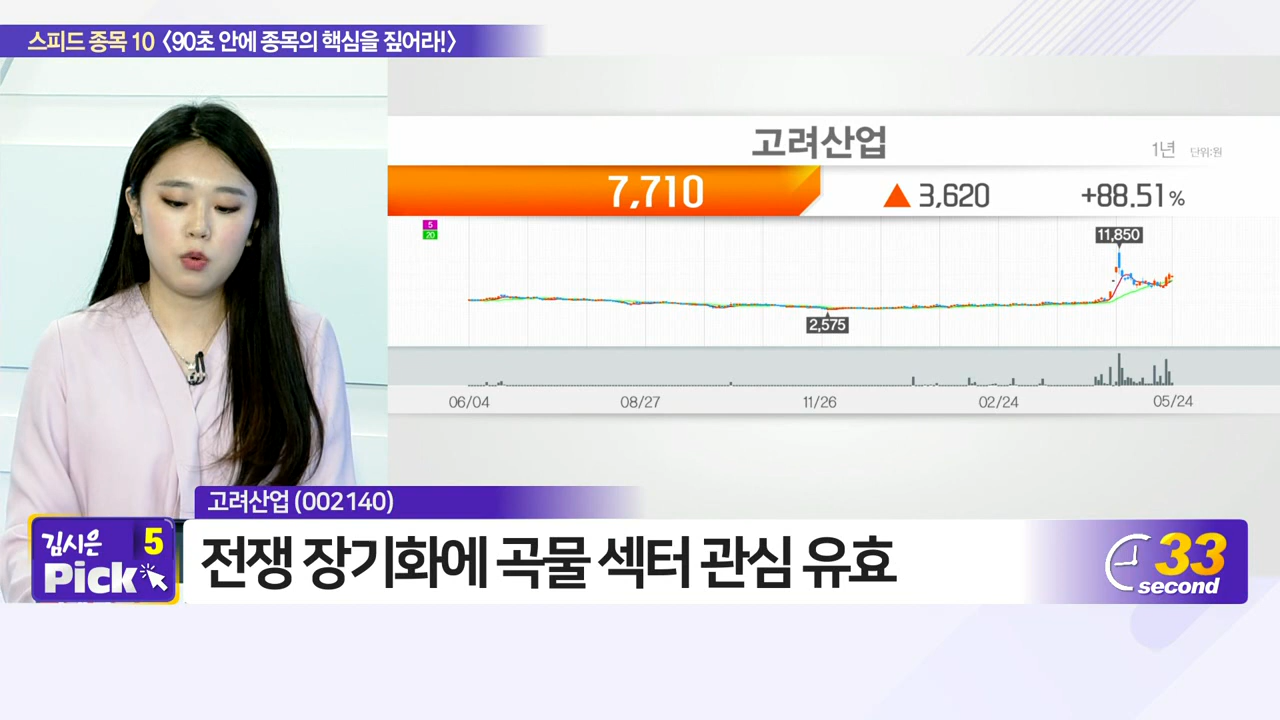 스피드 종목 10 〈90초 안에 종목의 핵심을 짚어라!〉
고려산업
1년 단위:원
7,710 ▲ 3,620 +88.51%
5
20
11,850
2,575
06/04 08/27 11/26 02/24 05/24
고려산업 (002140)
김시은 5
Pick
전쟁 장기화에 곡물 섹터 관심 유효
33
second